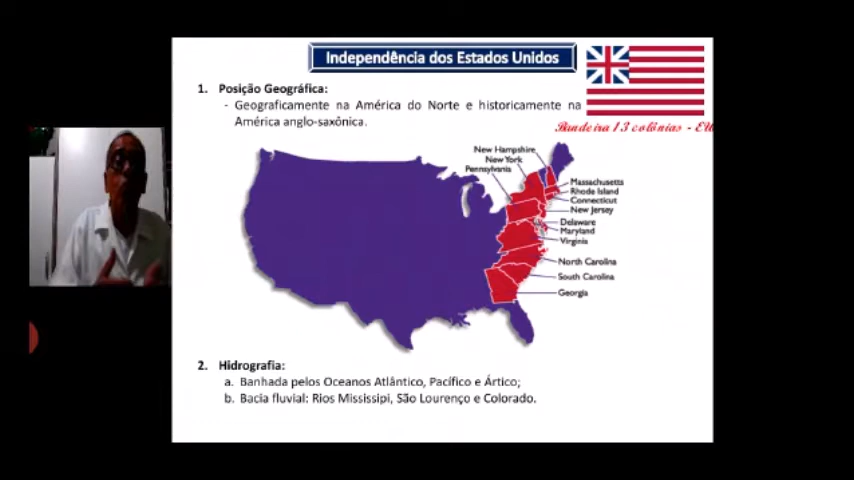 Independência dos Estados Unidos
1. Posição Geográfica:
- Geograficamente na América do Norte e historicamente na
América anglo-saxônica.
Bandeira 13 colônias - EU
New Hampshire
New York
Pennsylvania
Massachusetts
Rhode Island
Connecticut
New Jersey
Delaware
Maryland
Virginia
North Carolina
South Carolina
Georgia
2. Hidrografia:
a. Banhada pelos Oceanos Atlântico, Pacífico e Ártico;
b. Bacia fluvial: Rios Mississipi, São Lourenço e Colorado.